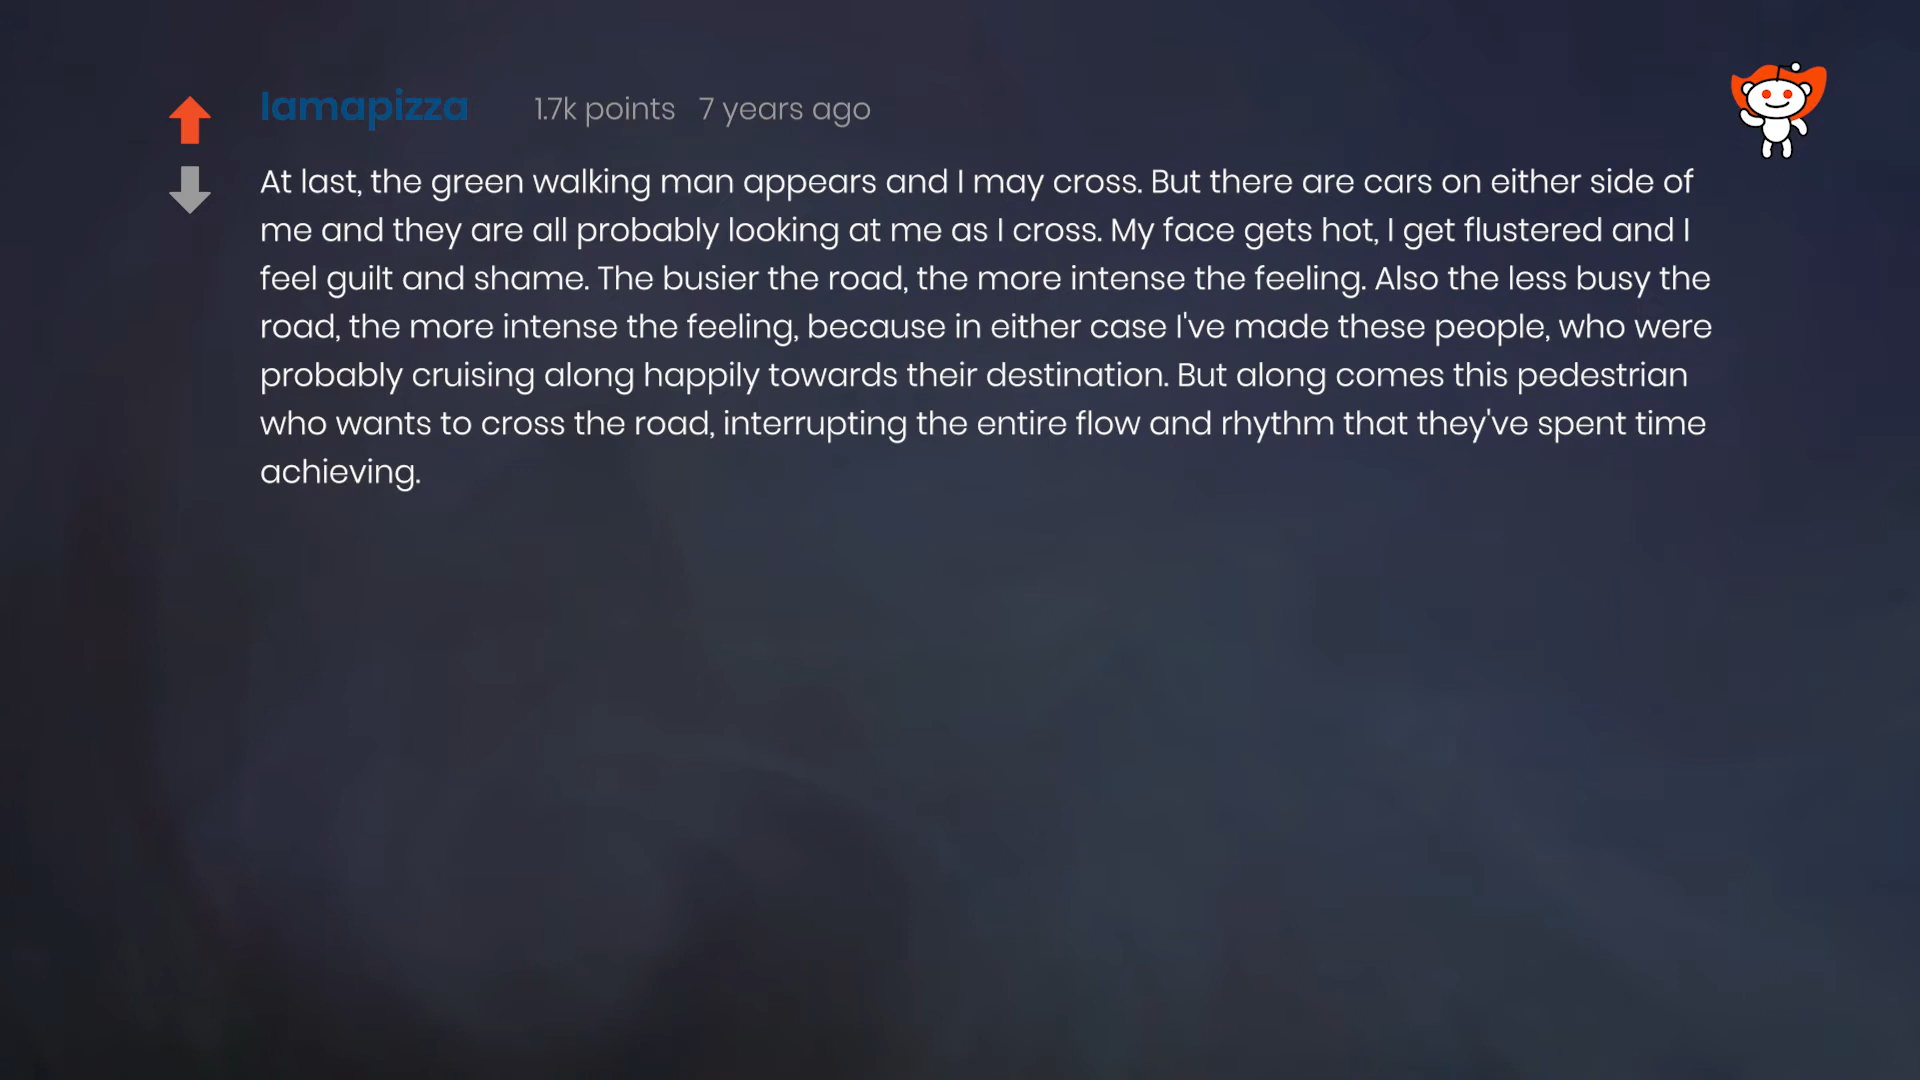 Iamapizza 1.7k points 7 years ago
At last, the green walking man appears and I may cross. But there are cars on either side of
me and they are all probably looking at me as I cross. My face gets hot, I get flustered and I
feel guilt and shame. The busier the road, the more intense the feeling. Also the less busy the
road, the more intense the feeling, because in either case I've made these people, who were
probably cruising along happily towards their destination. But along comes this pedestrian
who wants to cross the road, interrupting the entire flow and rhythm that they've spent time
achieving.